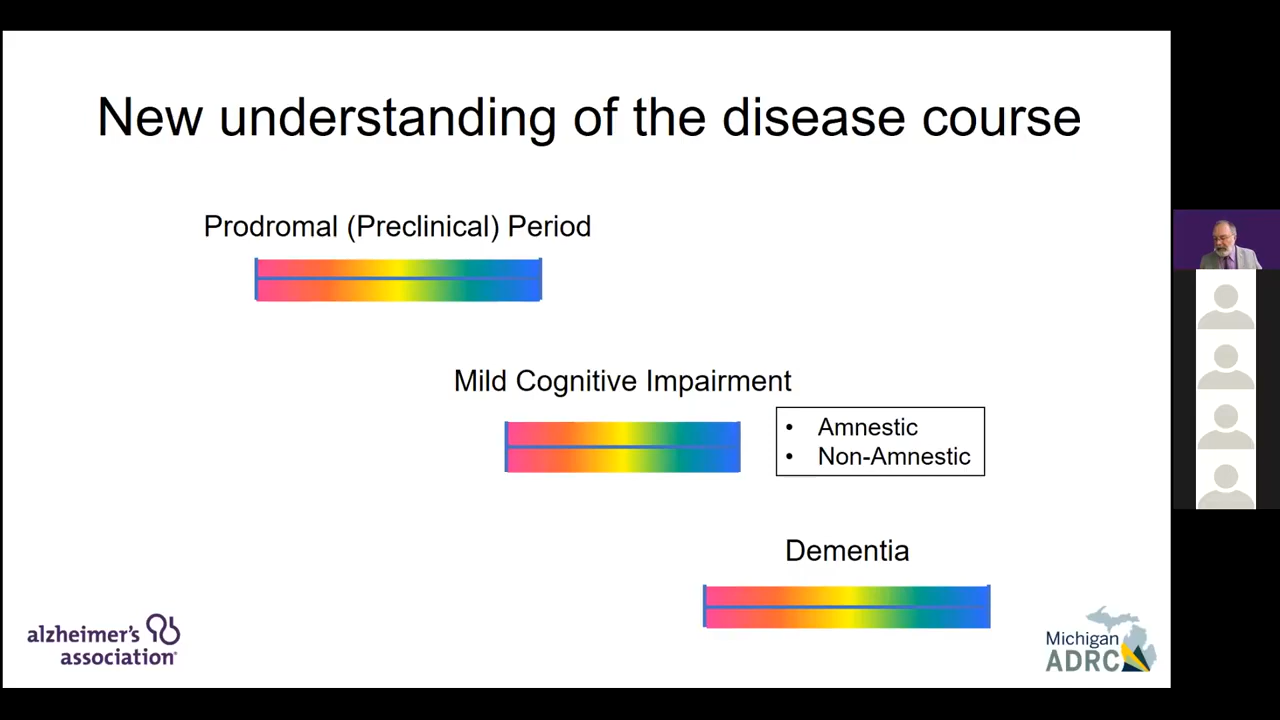 New understanding of the disease course
Prodromal (Preclinical) Period
Mild Cognitive Impairment
• Amnestic
• Non-Amnestic
Dementia
alzheimer's
association®
Michigan
ADRC